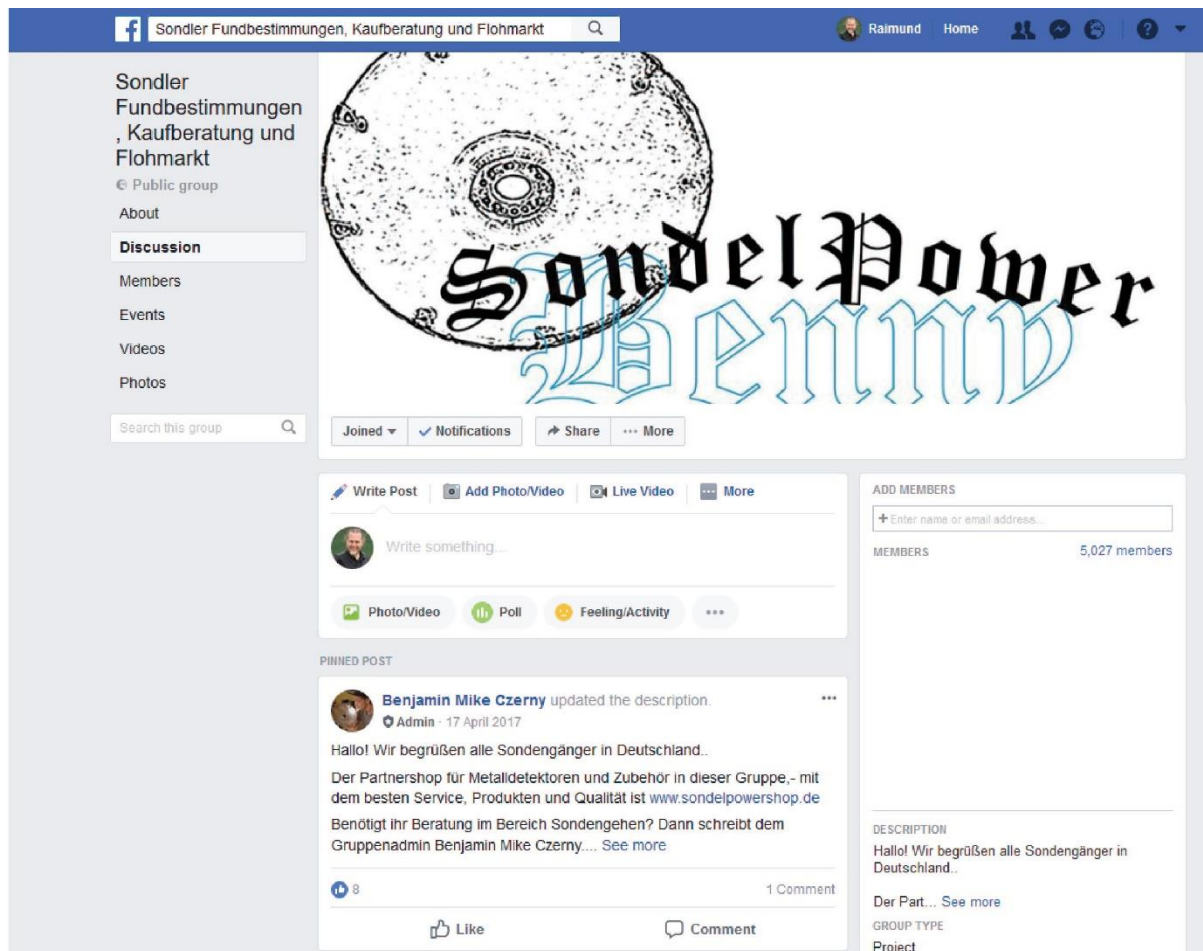 Sondler Fundbestimmungen, Kaufberatung und Flohmarkt
Raimund
Home
Sondler
Fundbestimmungen
, Kaufberatung und
Flohmarkt
Public group
About
Discussion
Members
Events
Videos
Photos
Search this group
SondelPower
Benny
Joined
Notifications
Share
More
Write Post
Add Photo/Video
Live Video
More
Write something...
Photo/Video
Poll
Feeling/Activity
PINNED POST
Benjamin Mike Czerny updated the description.
Admin · 17 April 2017
Hallo! Wir begrüßen alle Sondengänger in Deutschland..
Der Partnershop für Metalldetektoren und Zubehör in dieser Gruppe,- mit
dem besten Service, Produkten und Qualität ist www.sondelpowershop.de
Benötigt ihr Beratung im Bereich Sondengehen? Dann schreibt dem
Gruppenadmin Benjamin Mike Czerny.... See more
8
1 Comment
Like
Comment
ADD MEMBERS
+ Enter name or email address...
MEMBERS
5,027 members
DESCRIPTION
Hallo! Wir begrüßen alle Sondengänger in
Deutschland..
Der Part... See more
GROUP TYPE
Project